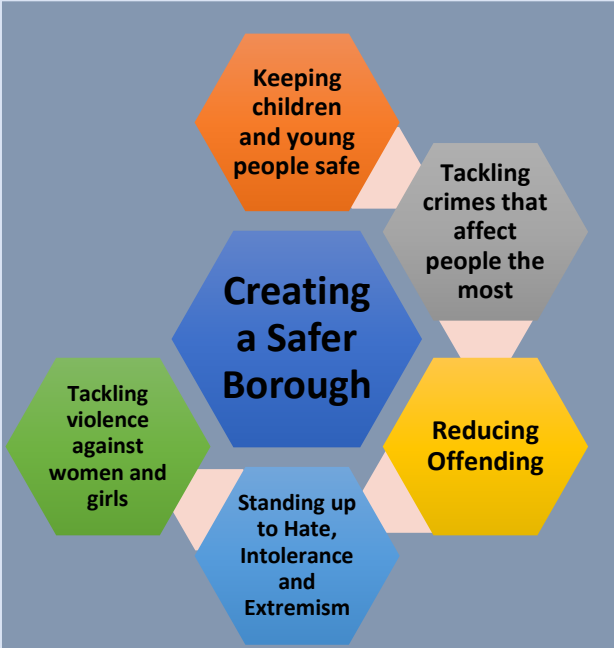 Keeping
children
and young
people safe
Tackling
crimes that
affect
people the
most
Creating
a Safer
Borough
Reducing
Offending
Tackling
violence
against
women and
girls
Standing up
to Hate,
Intolerance
and
Extremism